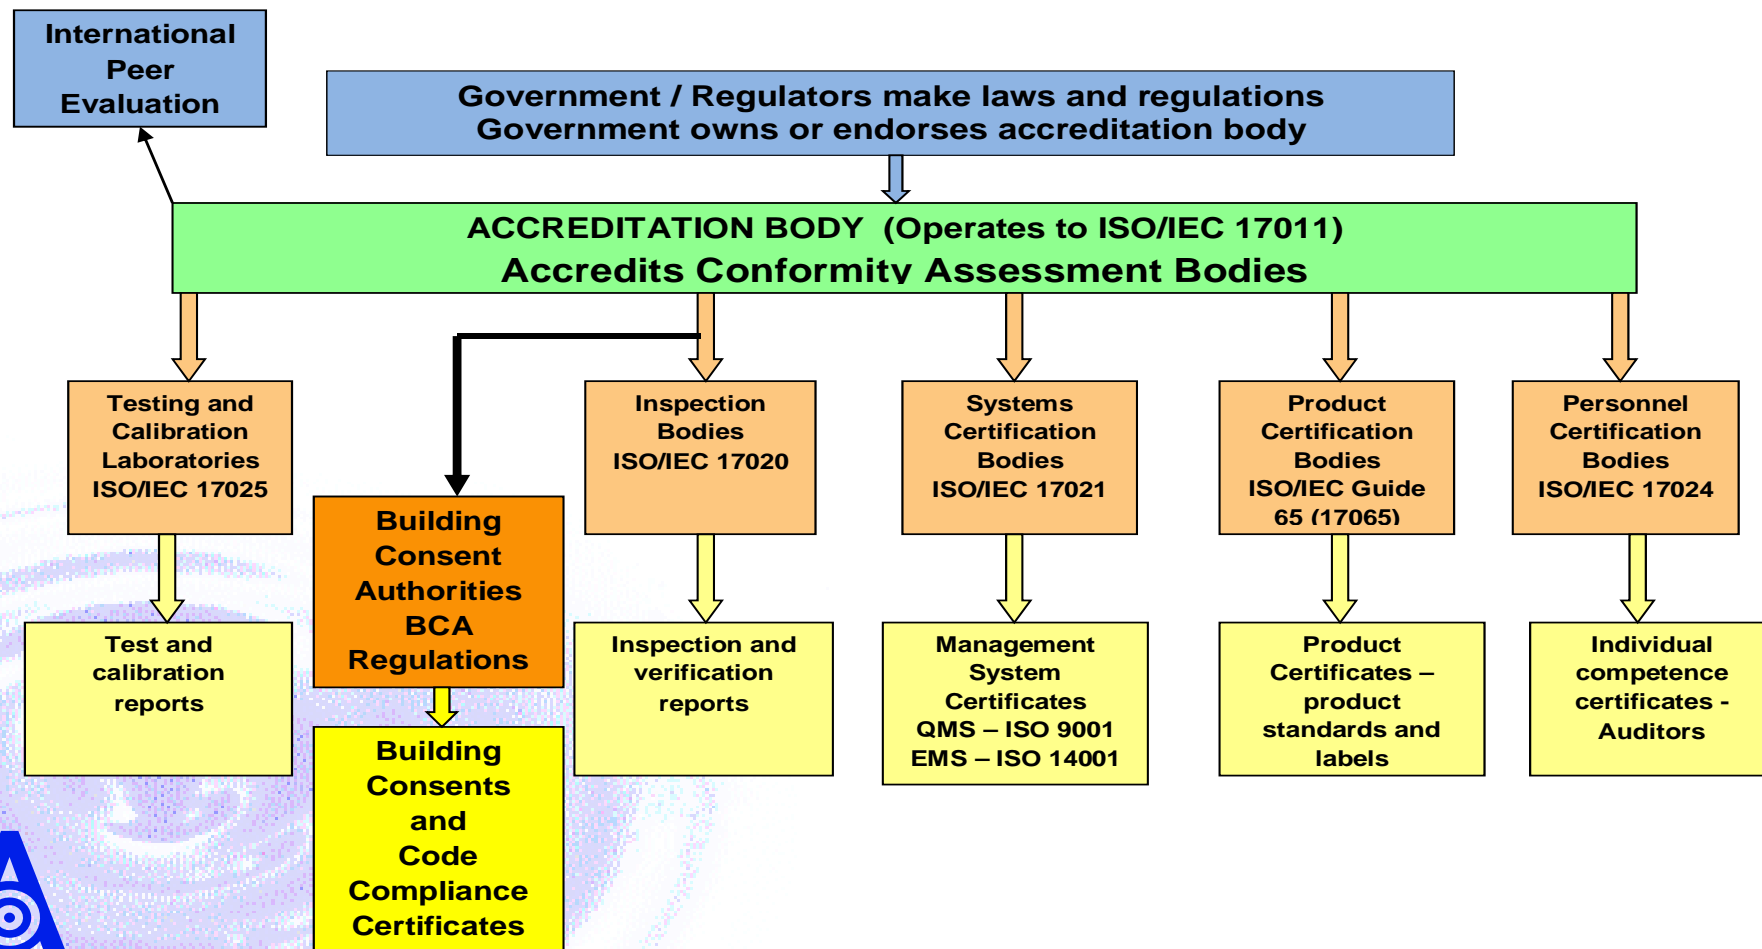 International
Peer
Evaluation
Government / Regulators make laws and regulations
Government owns or endorses accreditation body
ACCREDITATION BODY (Operates to ISO/IEC 17011)
Accredits Conformity Assessment Bodies
Testing and
Calibration
Laboratories
ISO/IEC 17025
Inspection
Bodies
ISO/IEC 17020
Systems
Certification
Bodies
ISO/IEC 17021
Product
Certification
Bodies
ISO/IEC Guide
65 (17065)
Personnel
Certification
Bodies
ISO/IEC 17024
Building
Consent
Authorities
BCA
Regulations
Test and
calibration
reports
Inspection and
verification
reports
Management
System
Certificates
QMS – ISO 9001
EMS – ISO 14001
Product
Certificates –
product
standards and
labels
Individual
competence
certificates -
Auditors
Building
Consents
and
Code
Compliance
Certificates